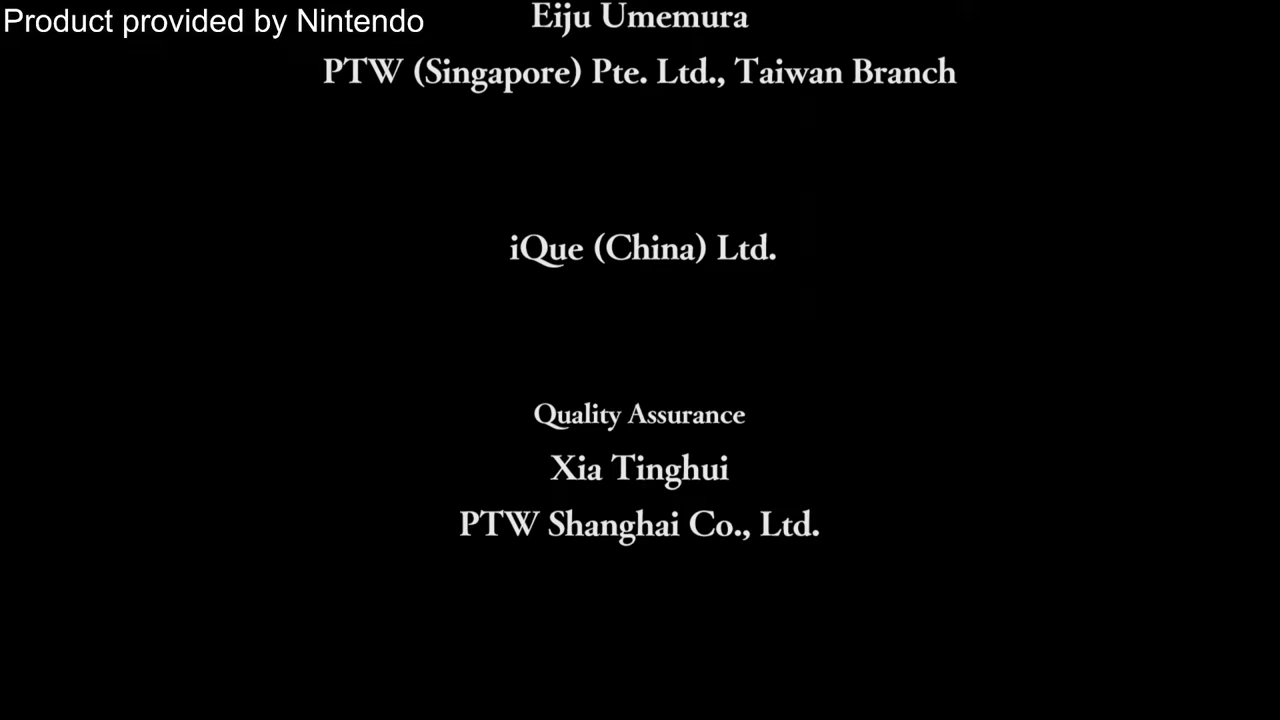 Product provided by Nintendo
Eiju Umemura
PTW (Singapore) Pte. Ltd., Taiwan Branch
iQue (China) Ltd.
Quality Assurance
Xia Tinghui
PTW Shanghai Co., Ltd.